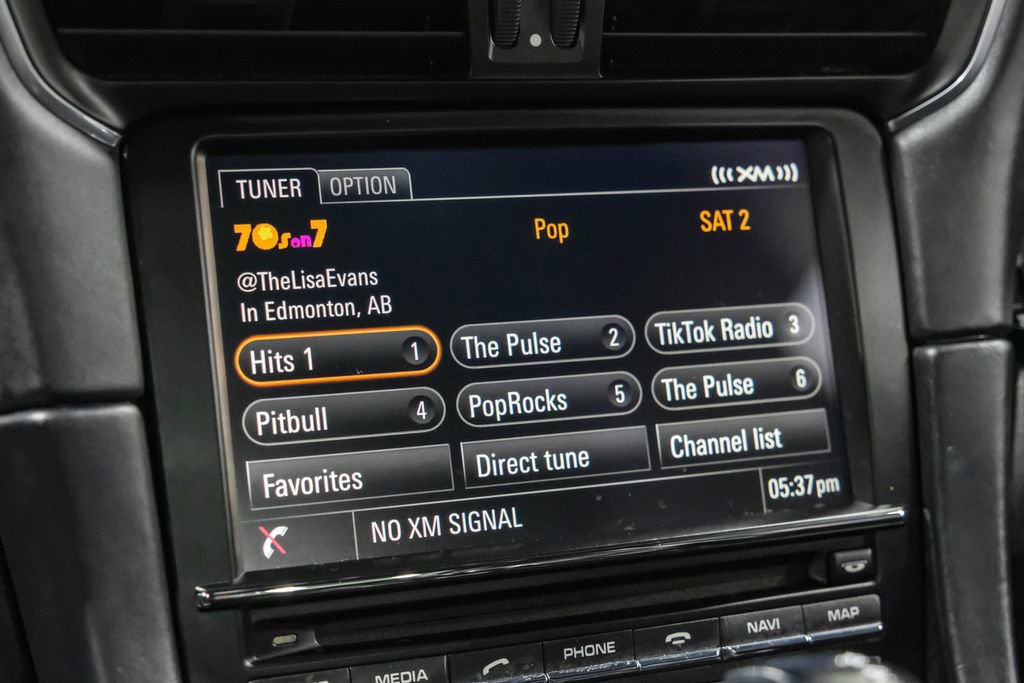 TUNER OPTION XM
70s on 7 Pop SAT 2
@TheLisaEvans
In Edmonton, AB
Hits 1 1 The Pulse 2 TikTok Radio 3
Pitbull 4 PopRocks 5 The Pulse 6
Favorites Direct tune Channel list
NO XM SIGNAL 05:37pm
MEDIA PHONE NAVI MAP